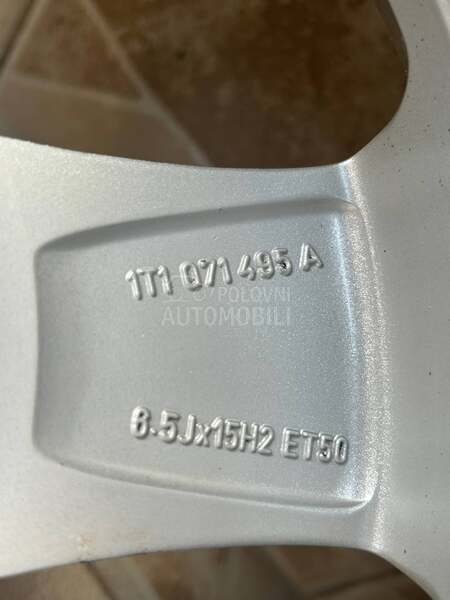 1T1 071 495 A
POLOVNI
AUTOMOBILI
6.5Jx15H2 ET50